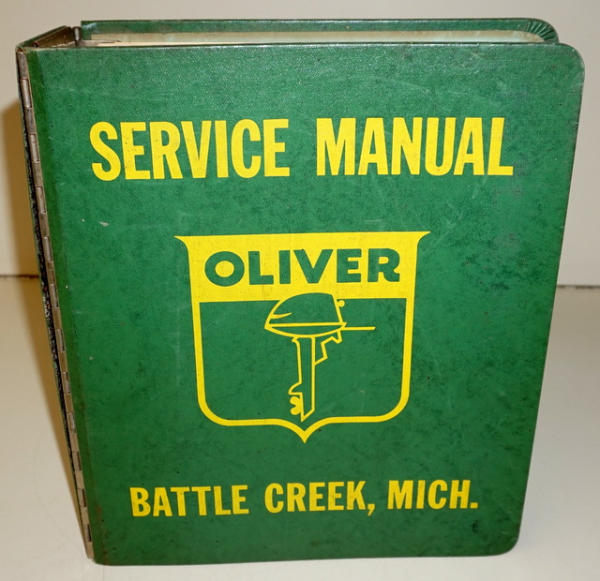 SERVICE MANUAL
OLIVER
BATTLE CREEK, MICH.